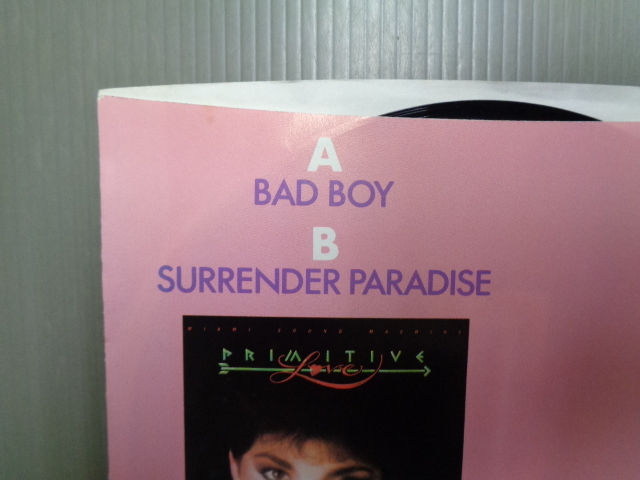 A
BAD BOY
B
SURRENDER PARADISE
MIAMI SOUND MACHINE
PRIMITIVE
Love